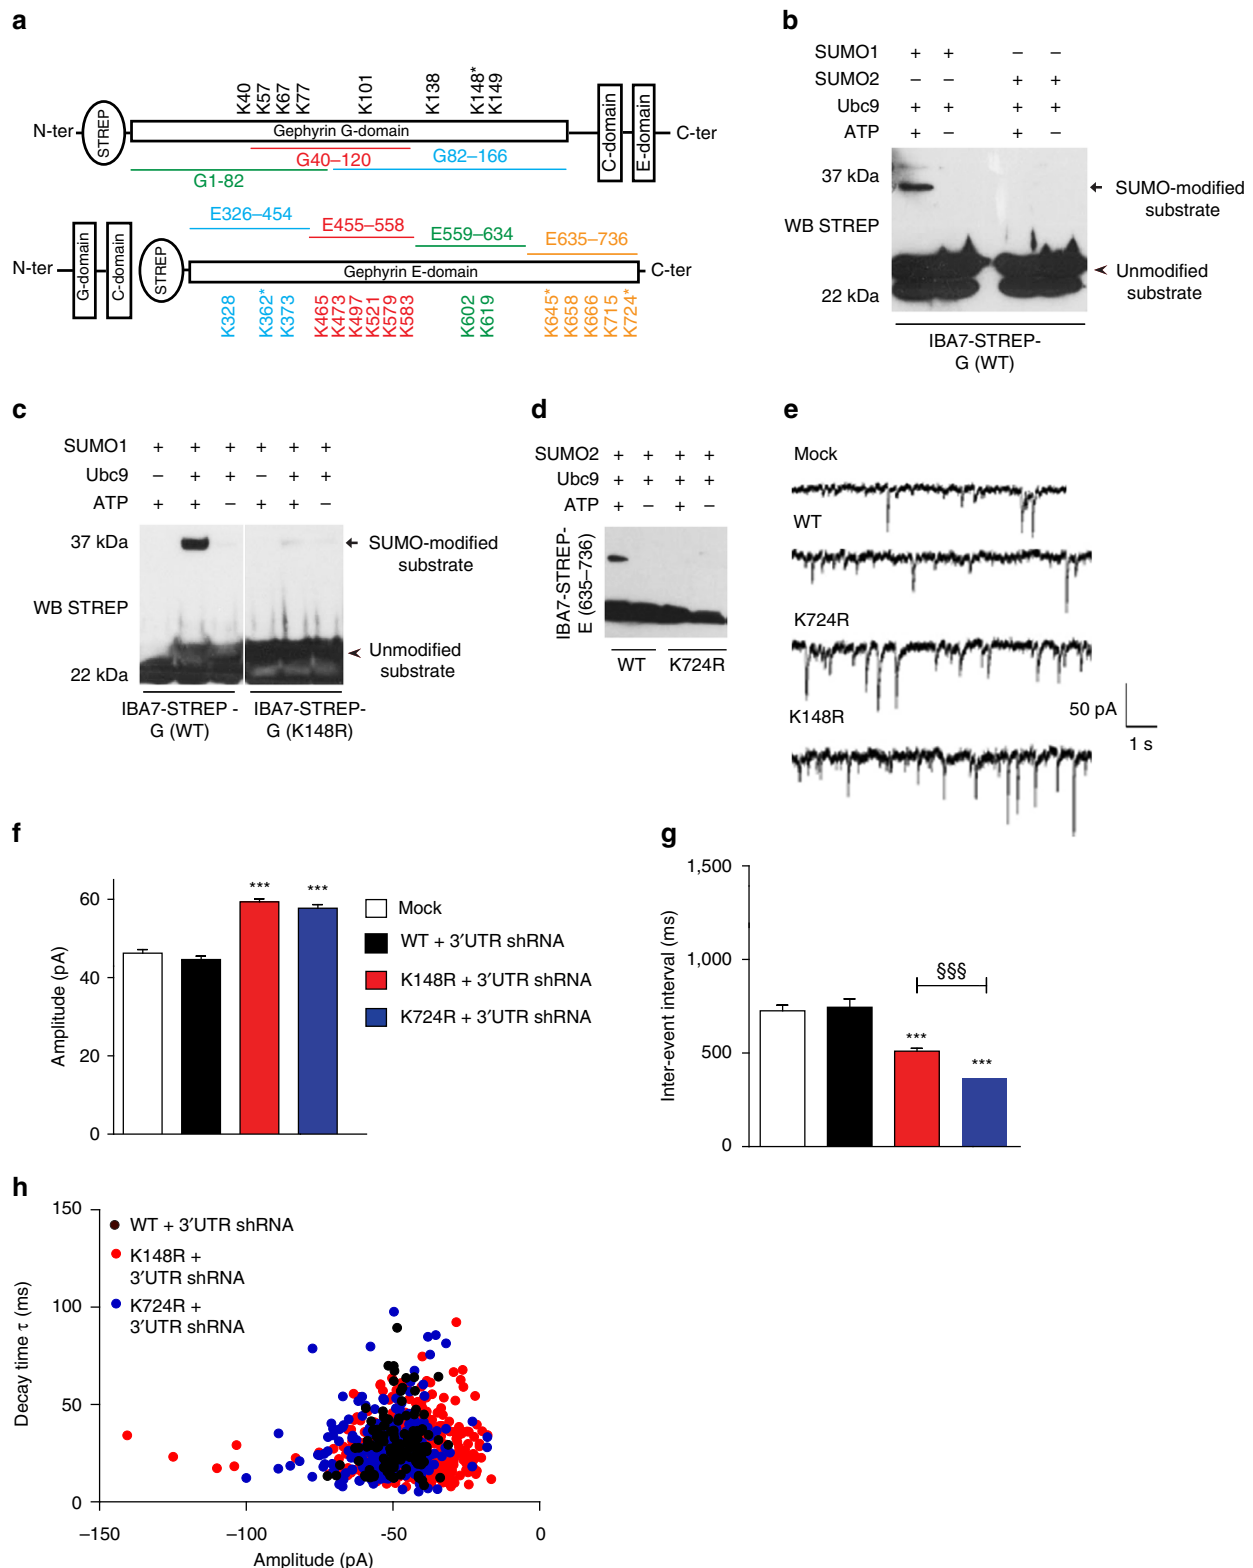 a
K40
K57
K67
K77
K101
K138
K148*
K149
N-ter
STREP
Gephyrin G-domain
C-domain
E-domain
C-ter
G40–120
G82–166
G1-82
E326–454
E455–558
E559–634
E635–736
N-ter
G-domain
C-domain
STREP
Gephyrin E-domain
C-ter
K328
K362*
K373
K465
K473
K497
K521
K579
K583
K602
K619
K645*
K658
K666
K715
K724*
b
SUMO1 + + – –
SUMO2 – – + +
Ubc9 + + + +
ATP + – + –
37 kDa
SUMO-modified
substrate
WB STREP
Unmodified
substrate
22 kDa
IBA7-STREP-
G (WT)
c
SUMO1 + + + + + +
Ubc9 – + + – + +
ATP + + – + + –
37 kDa
SUMO-modified
substrate
WB STREP
Unmodified
substrate
22 kDa
IBA7-STREP -
G (WT)
IBA7-STREP-
G (K148R)
d
SUMO2 + + + +
Ubc9 + + + +
ATP + – + –
IBA7-STREP-
E (635–736)
WT
K724R
e
Mock
WT
K724R
K148R
50 pA
1 s
f
Amplitude (pA)
60
40
20
0
***
***
Mock
WT + 3′UTR shRNA
K148R + 3′UTR shRNA
K724R + 3′UTR shRNA
g
Inter-event interval (ms)
1,500
1,000
500
0
§§§
***
***
h
Decay time τ (ms)
150
100
50
0
WT + 3′UTR shRNA
K148R +
3′UTR shRNA
K724R +
3′UTR shRNA
–150
–100
-50
0
Amplitude (pA)